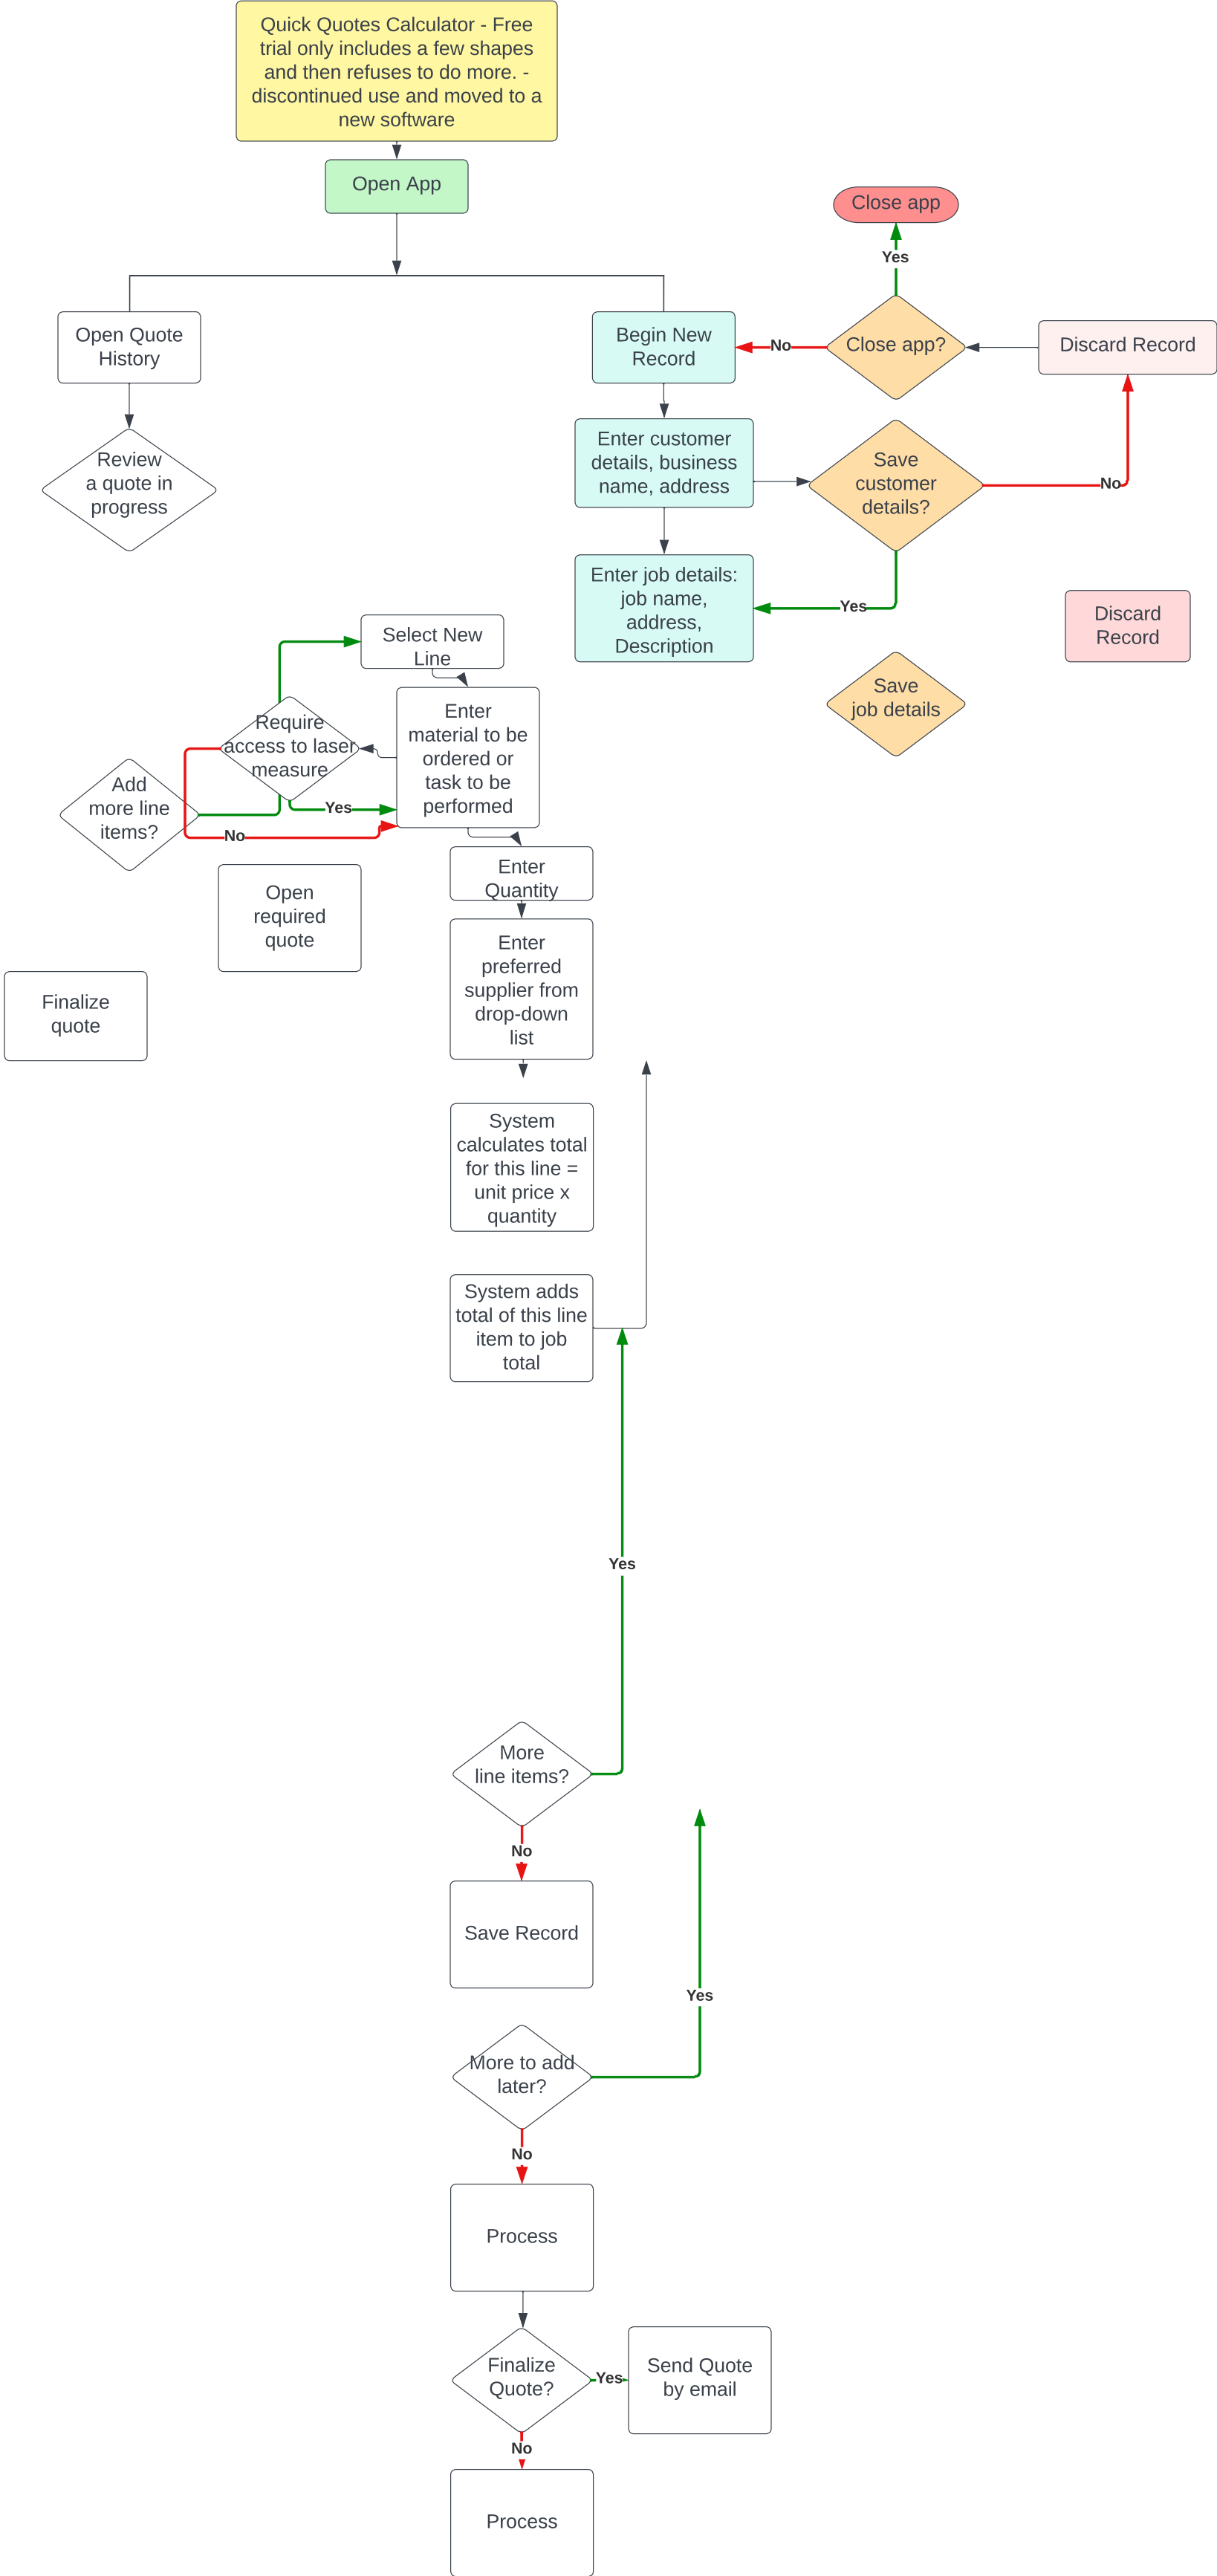 Quick Quotes Calculator - Free
trial only includes a few shapes
and then refuses to do more. -
discontinued use and moved to a
new software
Open App
Close app
Yes
Open Quote
History
Begin New
Record
No
Close app?
Discard Record
Review
a quote in
progress
Enter customer
details, business
name, address
Save
customer
details?
No
Enter job details:
job name,
address,
Description
Yes
Discard
Record
Select New
Line
Save
job details
Require
access to laser
measure
Enter
material to be
ordered or
task to be
performed
Add
more line
items?
Yes
No
Enter
Quantity
Open
required
quote
Enter
preferred
supplier from
drop-down
list
Finalize
quote
System
calculates total
for this line =
unit price x
quantity
System adds
total of this line
item to job
total
Yes
More
line items?
No
Save Record
Yes
More to add
later?
No
Process
Finalize
Quote?
Yes
Send Quote
by email
No
Process